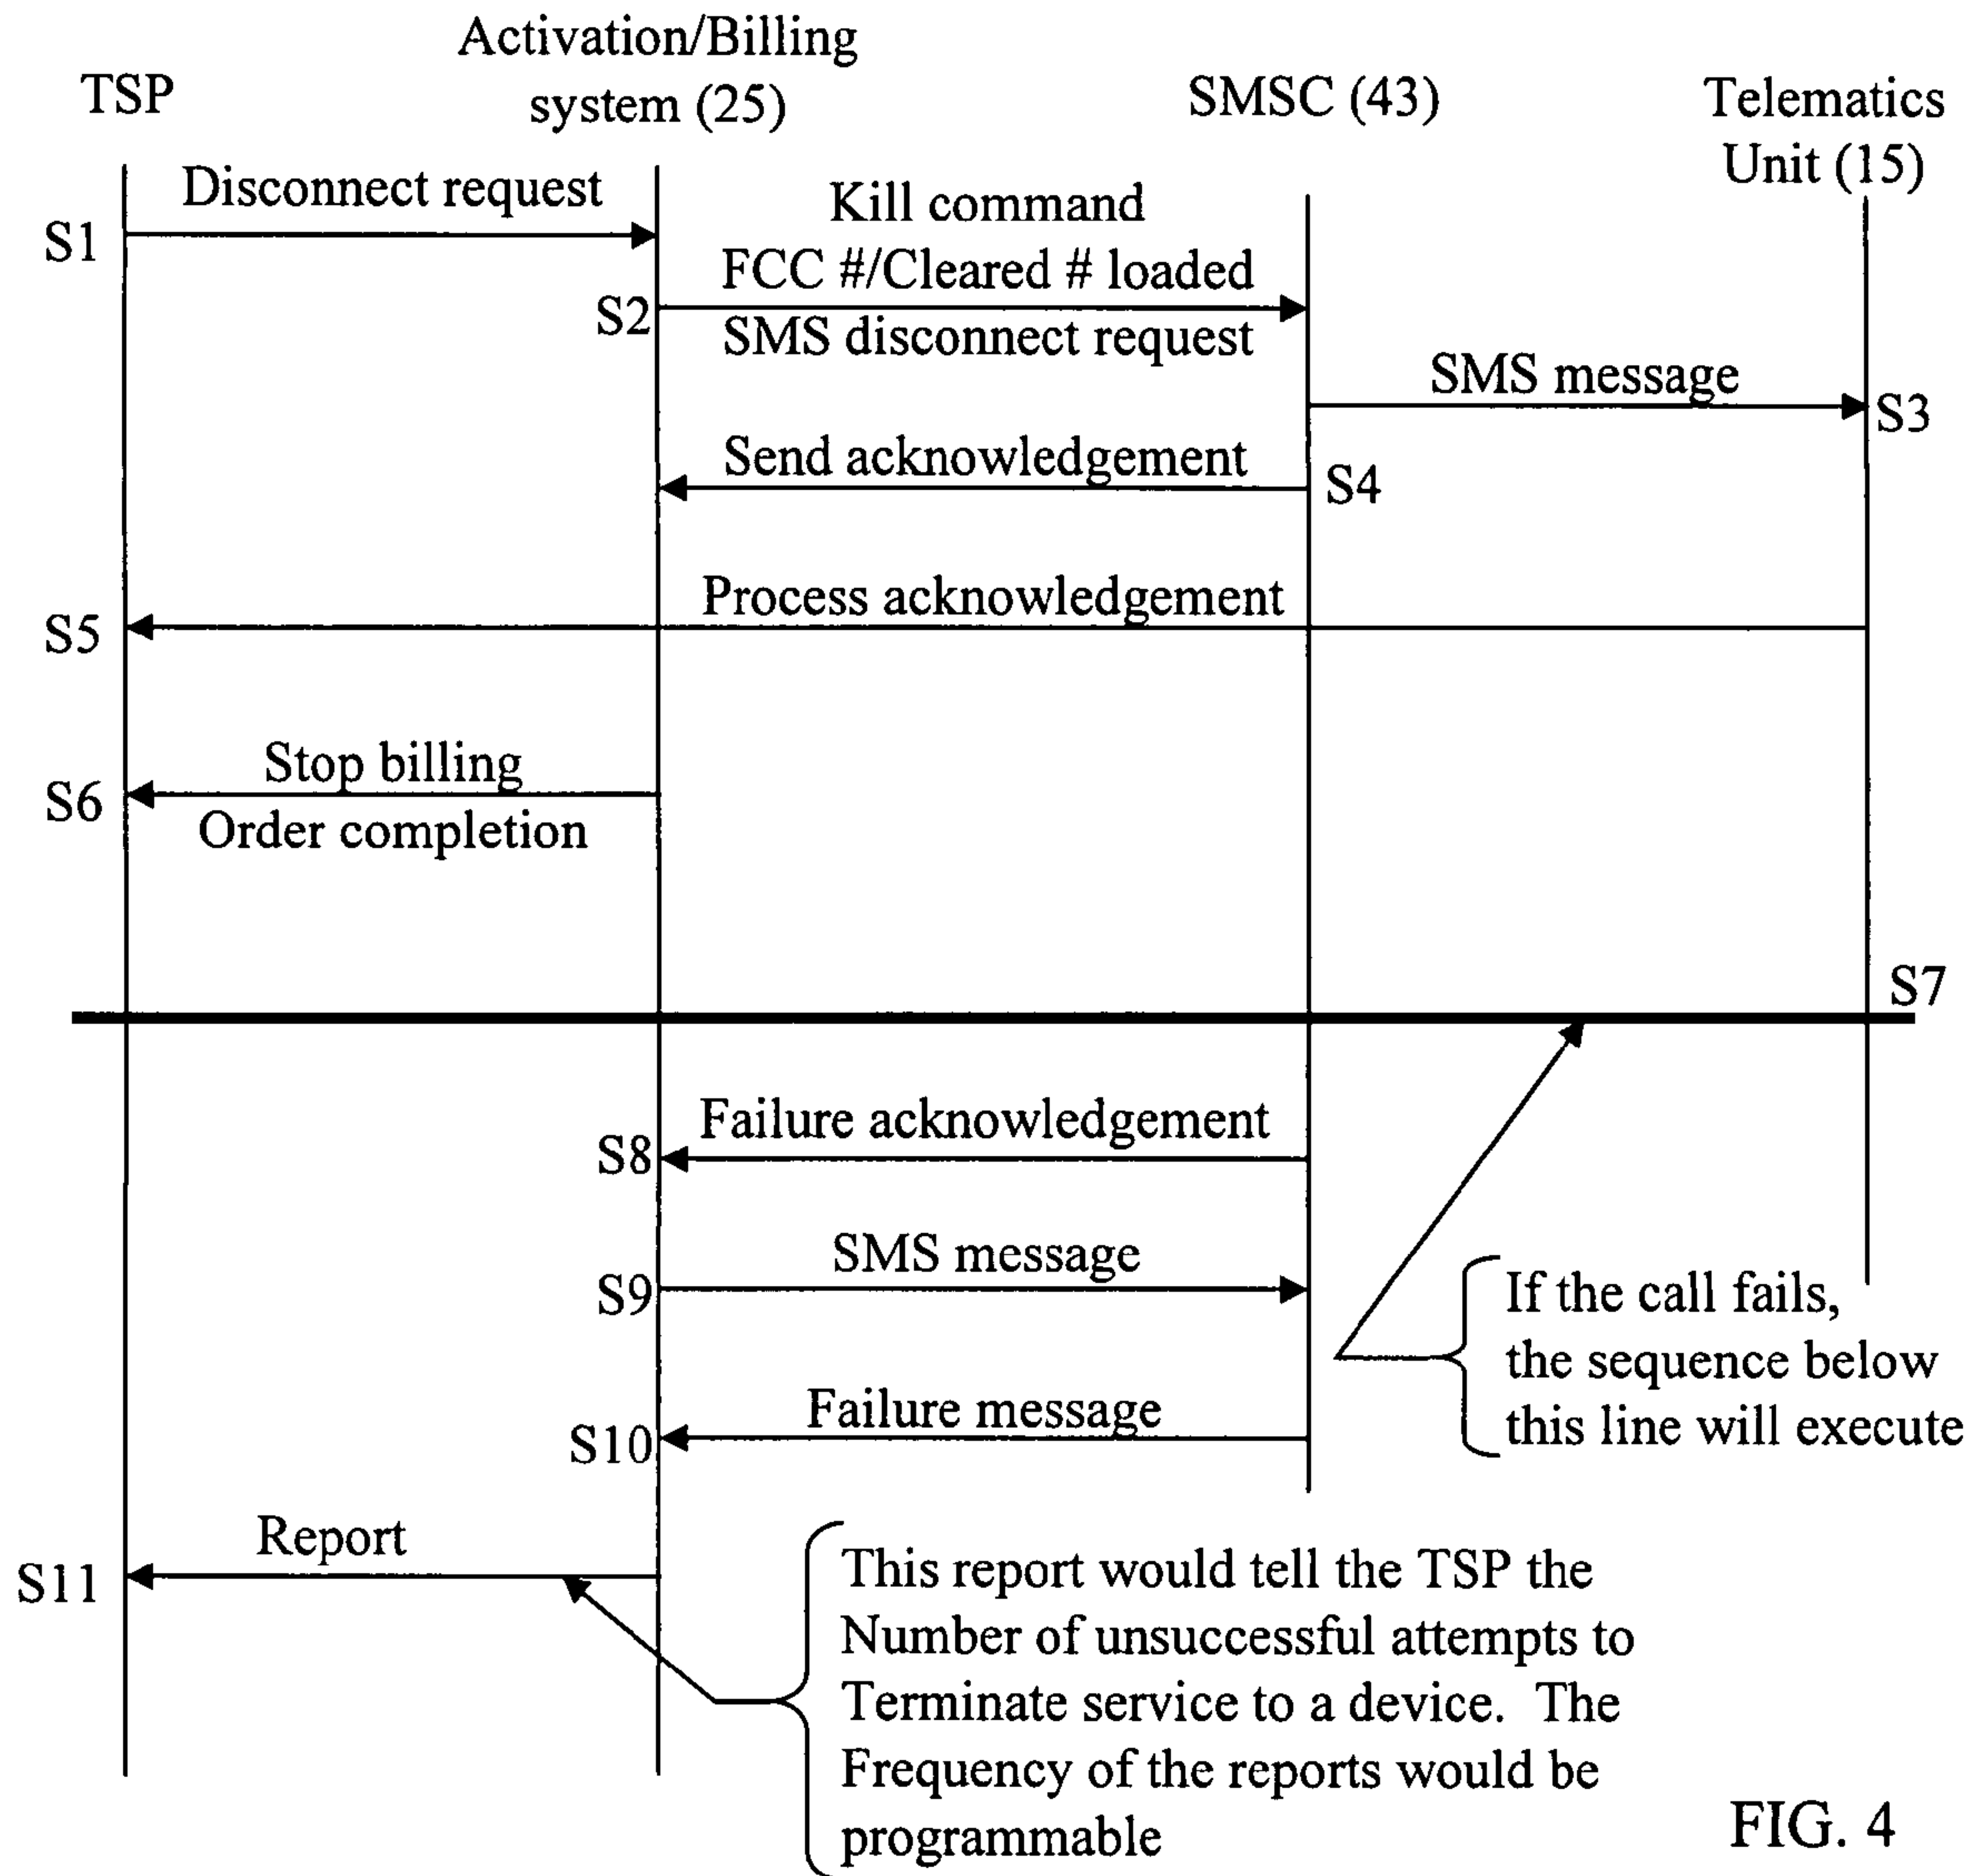 Activation/Billing
system (25)
TSP
SMSC (43)
Telematics
Unit (15)
Disconnect request
S1
Kill command
FCC #/Cleared # loaded
S2
SMS disconnect request
SMS message
S3
Send acknowledgement
S4
Process acknowledgement
S5
Stop billing
S6
Order completion
S7
Failure acknowledgement
S8
SMS message
S9
If the call fails,
the sequence below
this line will execute
Failure message
S10
Report
S11
This report would tell the TSP the
Number of unsuccessful attempts to
Terminate service to a device. The
Frequency of the reports would be
programmable
FIG. 4